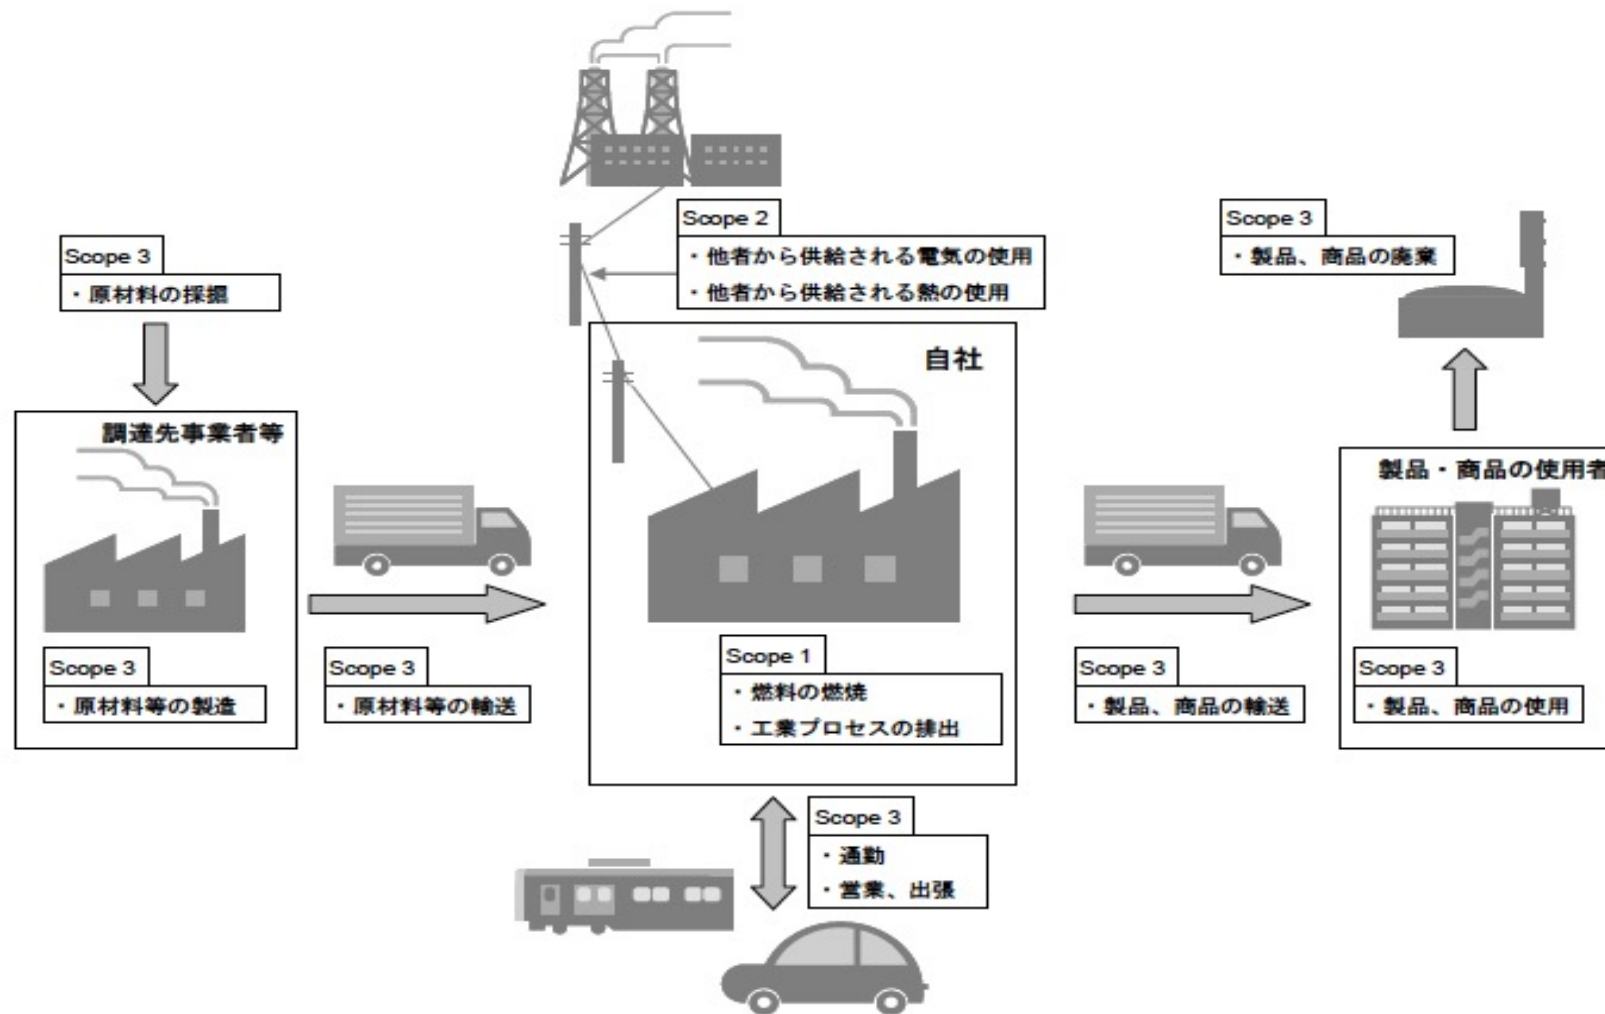 Scope 2
・他者から供給される電気の使用
・他者から供給される熱の使用
Scope 3
・製品、商品の廃棄
Scope 3
・原材料の採掘
自社
調達先事業者等
製品・商品の使用者
Scope 3
・原材料等の製造
Scope 3
・原材料等の輸送
Scope 1
・燃料の燃焼
・工業プロセスの排出
Scope 3
・製品、商品の輸送
Scope 3
・製品、商品の使用
Scope 3
・通勤
・営業、出張